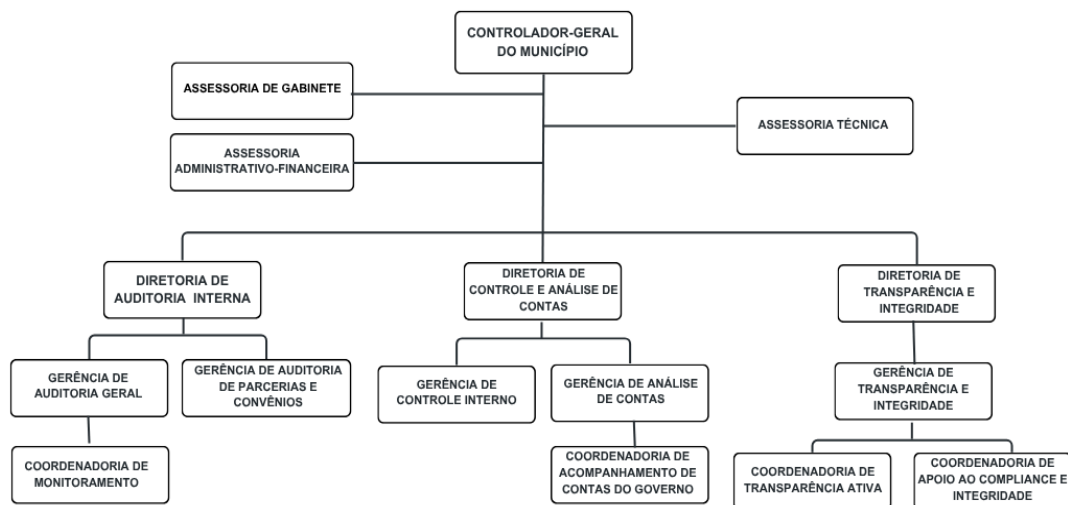 CONTROLADOR-GERAL
DO MUNICÍPIO
ASSESSORIA DE GABINETE
ASSESSORIA TÉCNICA
ASSESSORIA
ADMINISTRATIVO-FINANCEIRA
DIRETORIA DE
AUDITORIA INTERNA
DIRETORIA DE
CONTROLE E ANÁLISE DE
CONTAS
DIRETORIA DE
TRANSPARÊNCIA E
INTEGRIDADE
GERÊNCIA DE
AUDITORIA GERAL
GERÊNCIA DE AUDITORIA
DE PARCERIAS E
CONVÊNIOS
GERÊNCIA DE
CONTROLE INTERNO
GERÊNCIA DE ANÁLISE
DE CONTAS
GERÊNCIA DE
TRANSPARÊNCIA E
INTEGRIDADE
COORDENADORIA DE
MONITORAMENTO
COORDENADORIA DE
ACOMPANHAMENTO DE
CONTAS DO GOVERNO
COORDENADORIA DE
TRANSPARÊNCIA ATIVA
COORDENADORIA DE
APOIO AO COMPLIANCE E
INTEGRIDADE